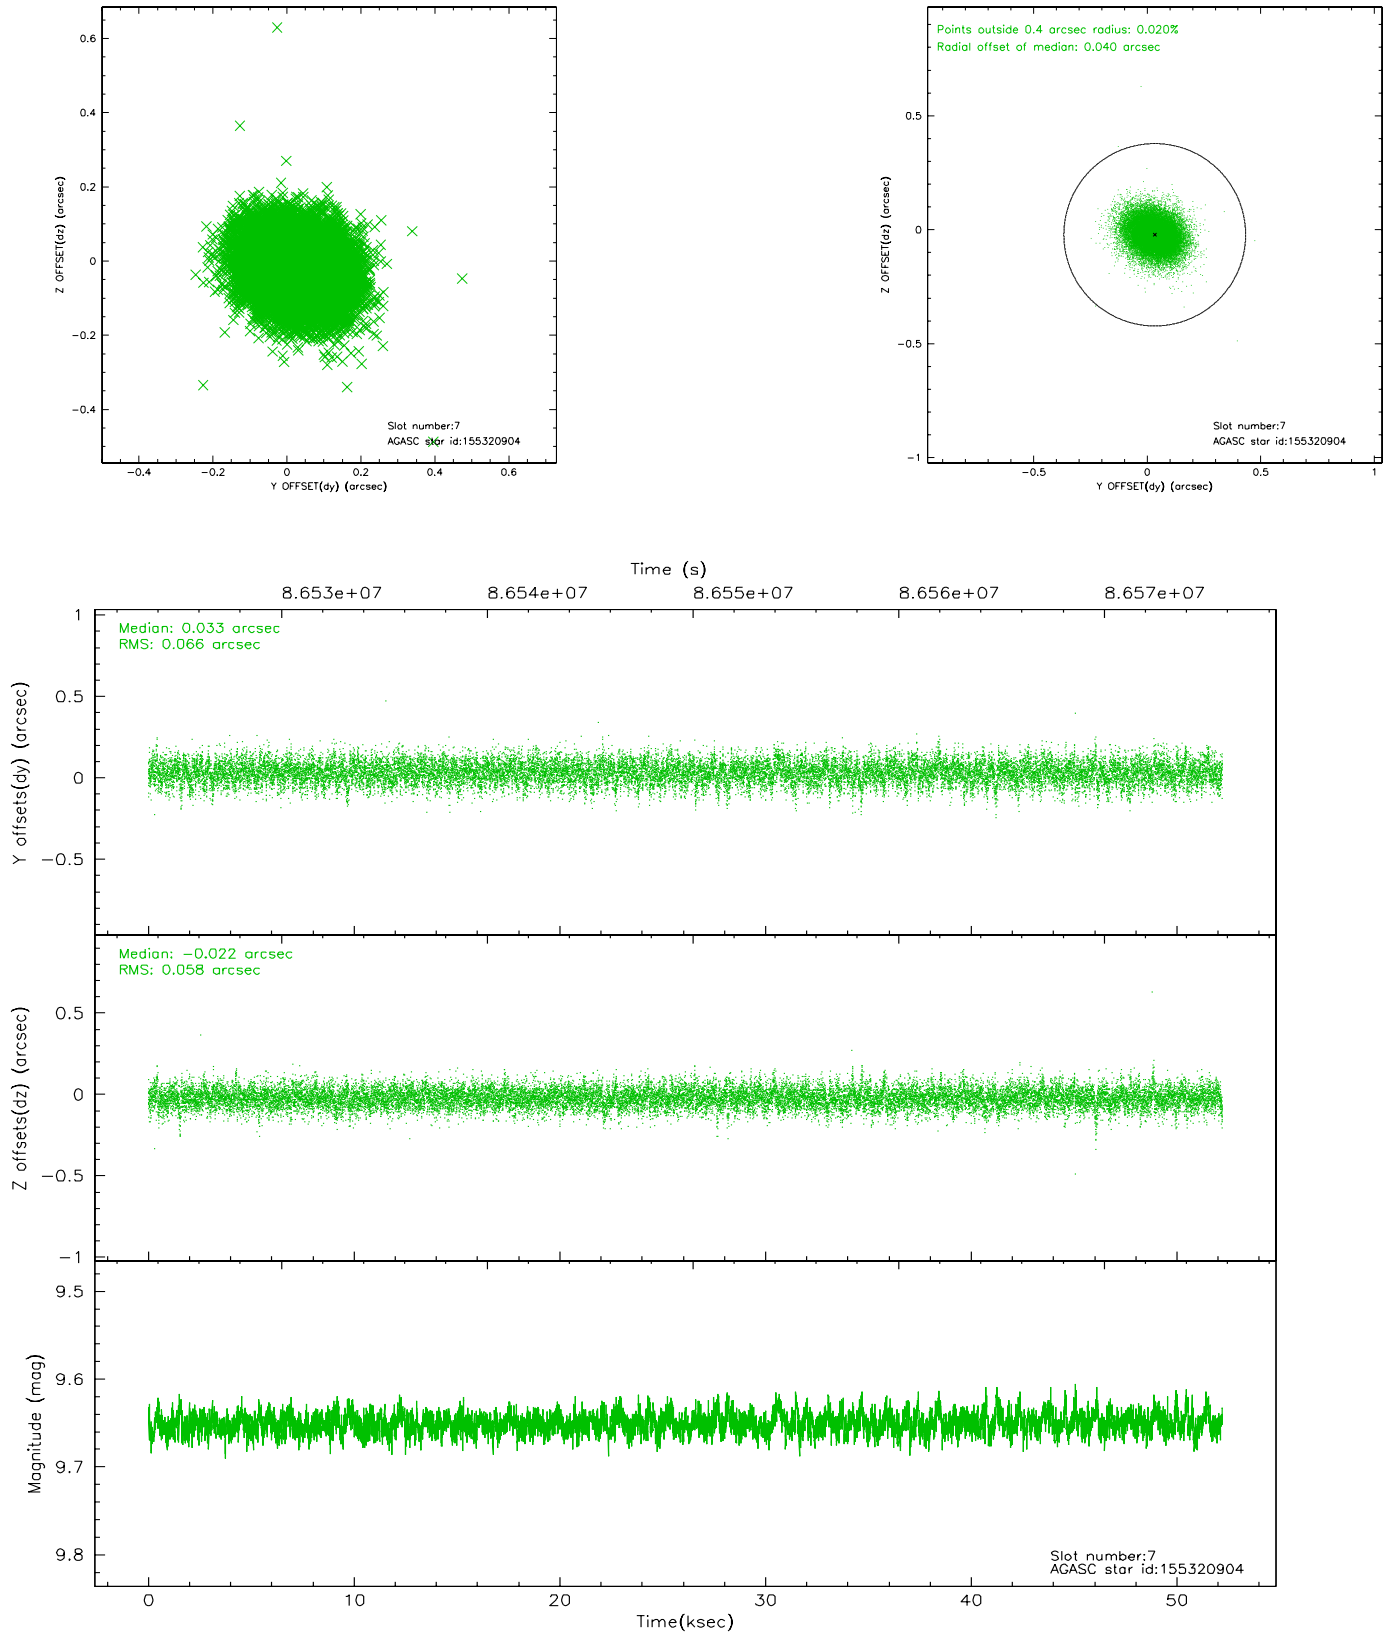 0.6
0.4
0.2
0
−0.2
−0.4
Z OFFSET(dz) (arcsec)
Slot number:7
AGASC star id:155320904
−0.4 −0.2 0 0.2 0.4 0.6
Y OFFSET(dy) (arcsec)
Points outside 0.4 arcsec radius: 0.020%
Radial offset of median: 0.040 arcsec
0.5
0
−0.5
−1
Z OFFSET(dz) (arcsec)
Slot number:7
AGASC star id:155320904
−0.5 0 0.5 1
Y OFFSET(dy) (arcsec)
Time (s)
8.653e+07 8.654e+07 8.655e+07 8.656e+07 8.657e+07
Median: 0.033 arcsec
RMS: 0.066 arcsec
1
0.5
0
−0.5
Y offsets(dy) (arcsec)
Median: −0.022 arcsec
RMS: 0.058 arcsec
0.5
0
−0.5
−1
Z offsets(dz) (arcsec)
9.5
9.6
9.7
9.8
Magnitude (mag)
Slot number:7
AGASC star id:155320904
0 10 20 30 40 50
Time(ksec)